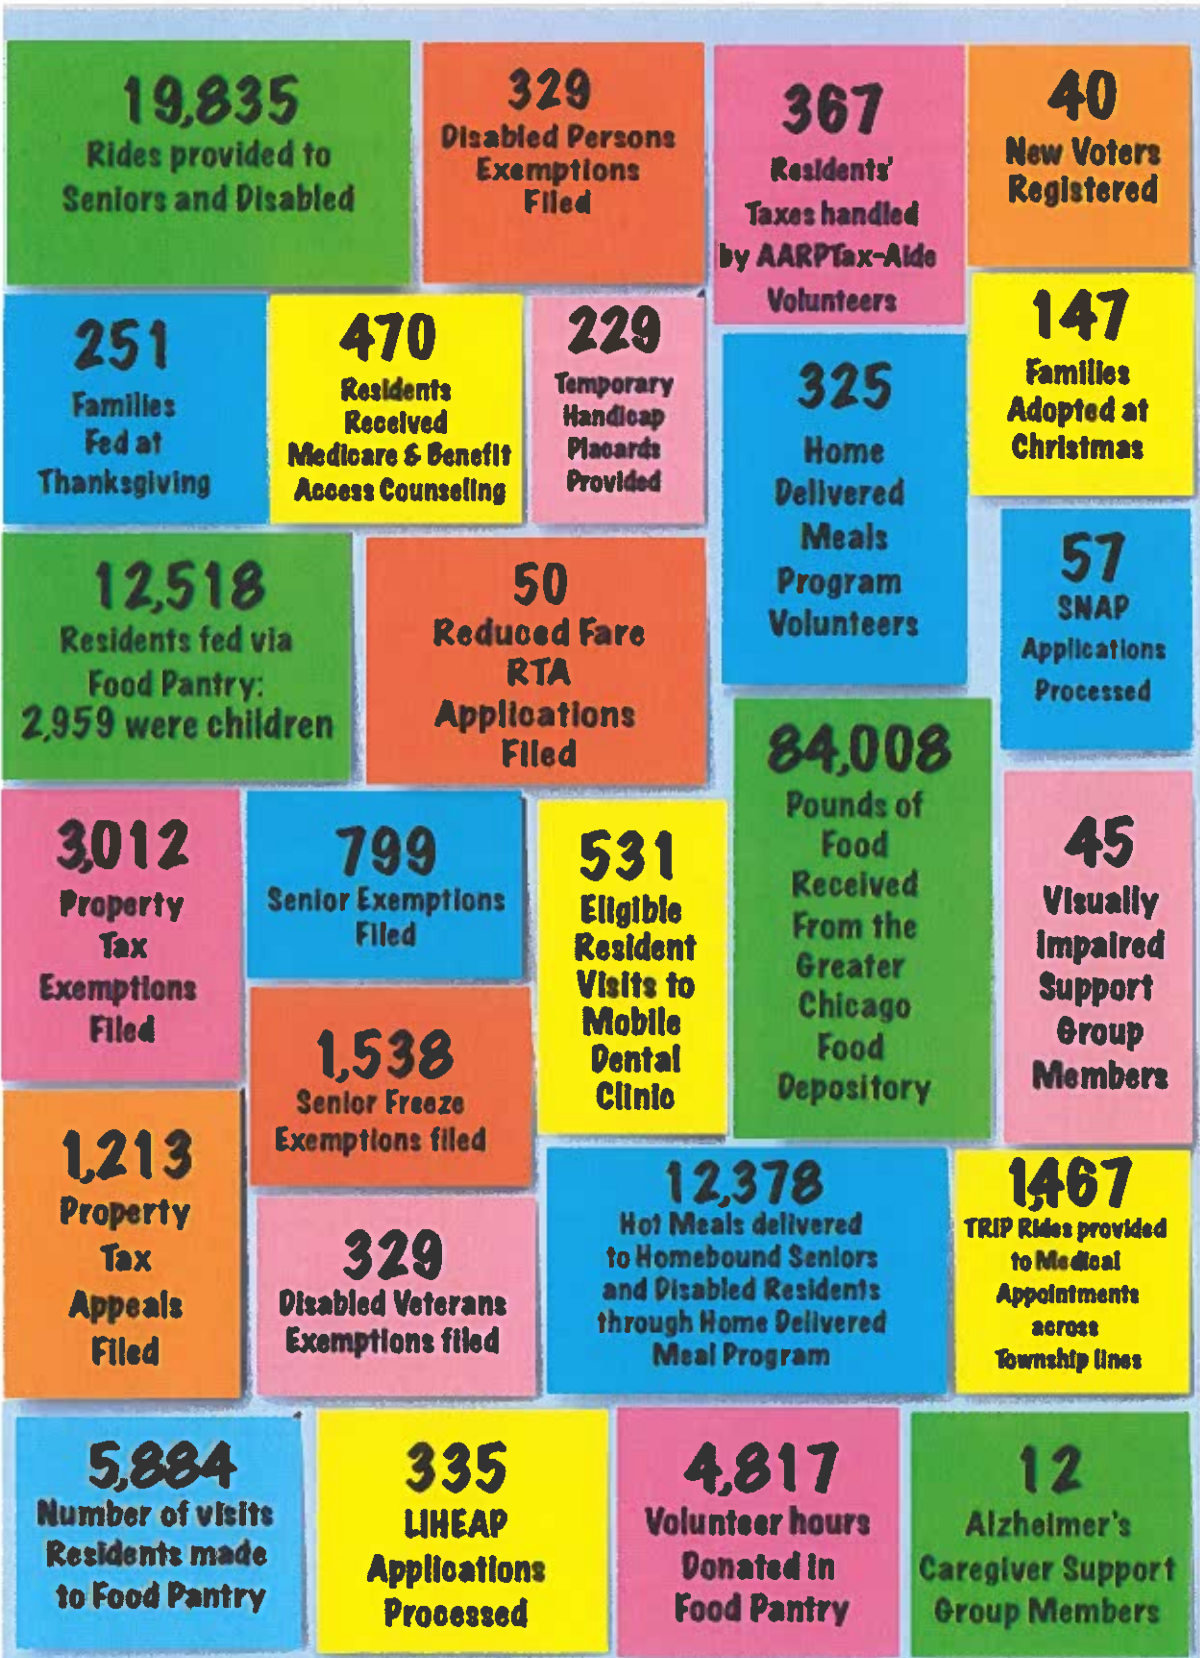 19,835
Rides provided to
Seniors and Disabled
329
Disabled Persons
Exemptions
Filed
367
Residents'
Taxes handled
by AARPTax-Aide
Volunteers
40
New Voters
Registered
251
Families
Fed at
Thanksgiving
470
Residents
Received
Medicare & Benefit
Access Counseling
229
Temporary
Handicap
Placards
Provided
325
Home
Delivered
Meals
Program
Volunteers
147
Families
Adopted at
Christmas
12,518
Residents fed via
Food Pantry:
2,959 were children
50
Reduced Fare
RTA
Applications
Filed
57
SNAP
Applications
Processed
3,012
Property
Tax
Exemptions
Filed
799
Senior Exemptions
Filed
531
Eligible
Resident
Visits to
Mobile
Dental
Clinic
84,008
Pounds of
Food
Received
From the
Greater
Chicago
Food
Depository
45
Visually
Impaired
Support
Group
Members
1,538
Senior Freeze
Exemptions filed
1,213
Property
Tax
Appeals
Filed
329
Disabled Veterans
Exemptions filed
12,378
Hot Meals delivered
to Homebound Seniors
and Disabled Residents
through Home Delivered
Meal Program
1,467
TRIP Rides provided
to Medical
Appointments
across
Township lines
5,884
Number of visits
Residents made
to Food Pantry
335
LIHEAP
Applications
Processed
4,817
Volunteer hours
Donated in
Food Pantry
12
Alzheimer's
Caregiver Support
Group Members